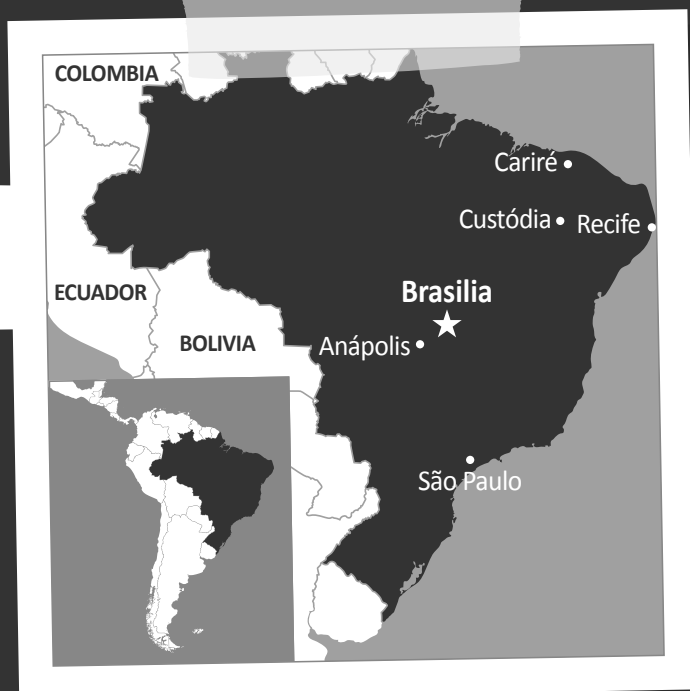 COLOMBIA
Cariré
Custódia
Recife
Brasilia
ECUADOR
BOLIVIA
Anápolis
São Paulo